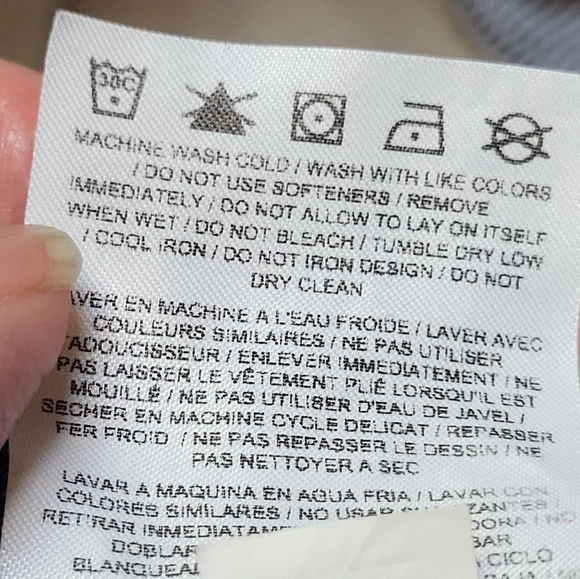 30C
MACHINE WASH COLD / WASH WITH LIKE COLORS
/ DO NOT USE SOFTENERS / REMOVE
IMMEDIATELY / DO NOT ALLOW TO LAY ON ITSELF
WHEN WET / DO NOT BLEACH / TUMBLE DRY LOW
/ COOL IRON / DO NOT IRON DESIGN / DO NOT
DRY CLEAN
AVER EN MACHINE A L'EAU FROIDE / LAVER AVEC
COULEURS SIMILAIRES / NE PAS UTILISER
'ADOUCISSEUR / ENLEVER IMMEDIATEMENT / NE
PAS LAISSER LE VÊTEMENT PLIÉ LORSQU'IL EST
MOUILLÉ / NE PAS UTILISER D'EAU DE JAVEL /
SECHER EN MACHINE CYCLE DELICAT / REPASSER
FER FROID / NE PAS REPASSER LE DESSIN / NE
PAS NETTOYER A SEC
LAVAR A MAQUINA EN AGUA FRIA / LAVAR CON
COLORES SIMILARES / NO USAR
RETIRAR / NO
DOBLAR
CICLO